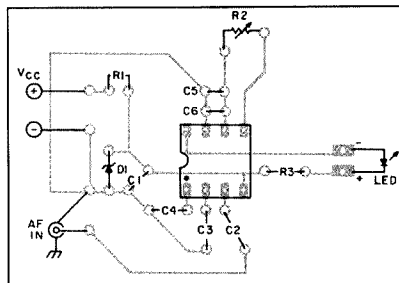 R2
VCC
R1
C5
C6
+
−
D1
C1
−
R3
+
LED
C4
C3
C2
AF
IN